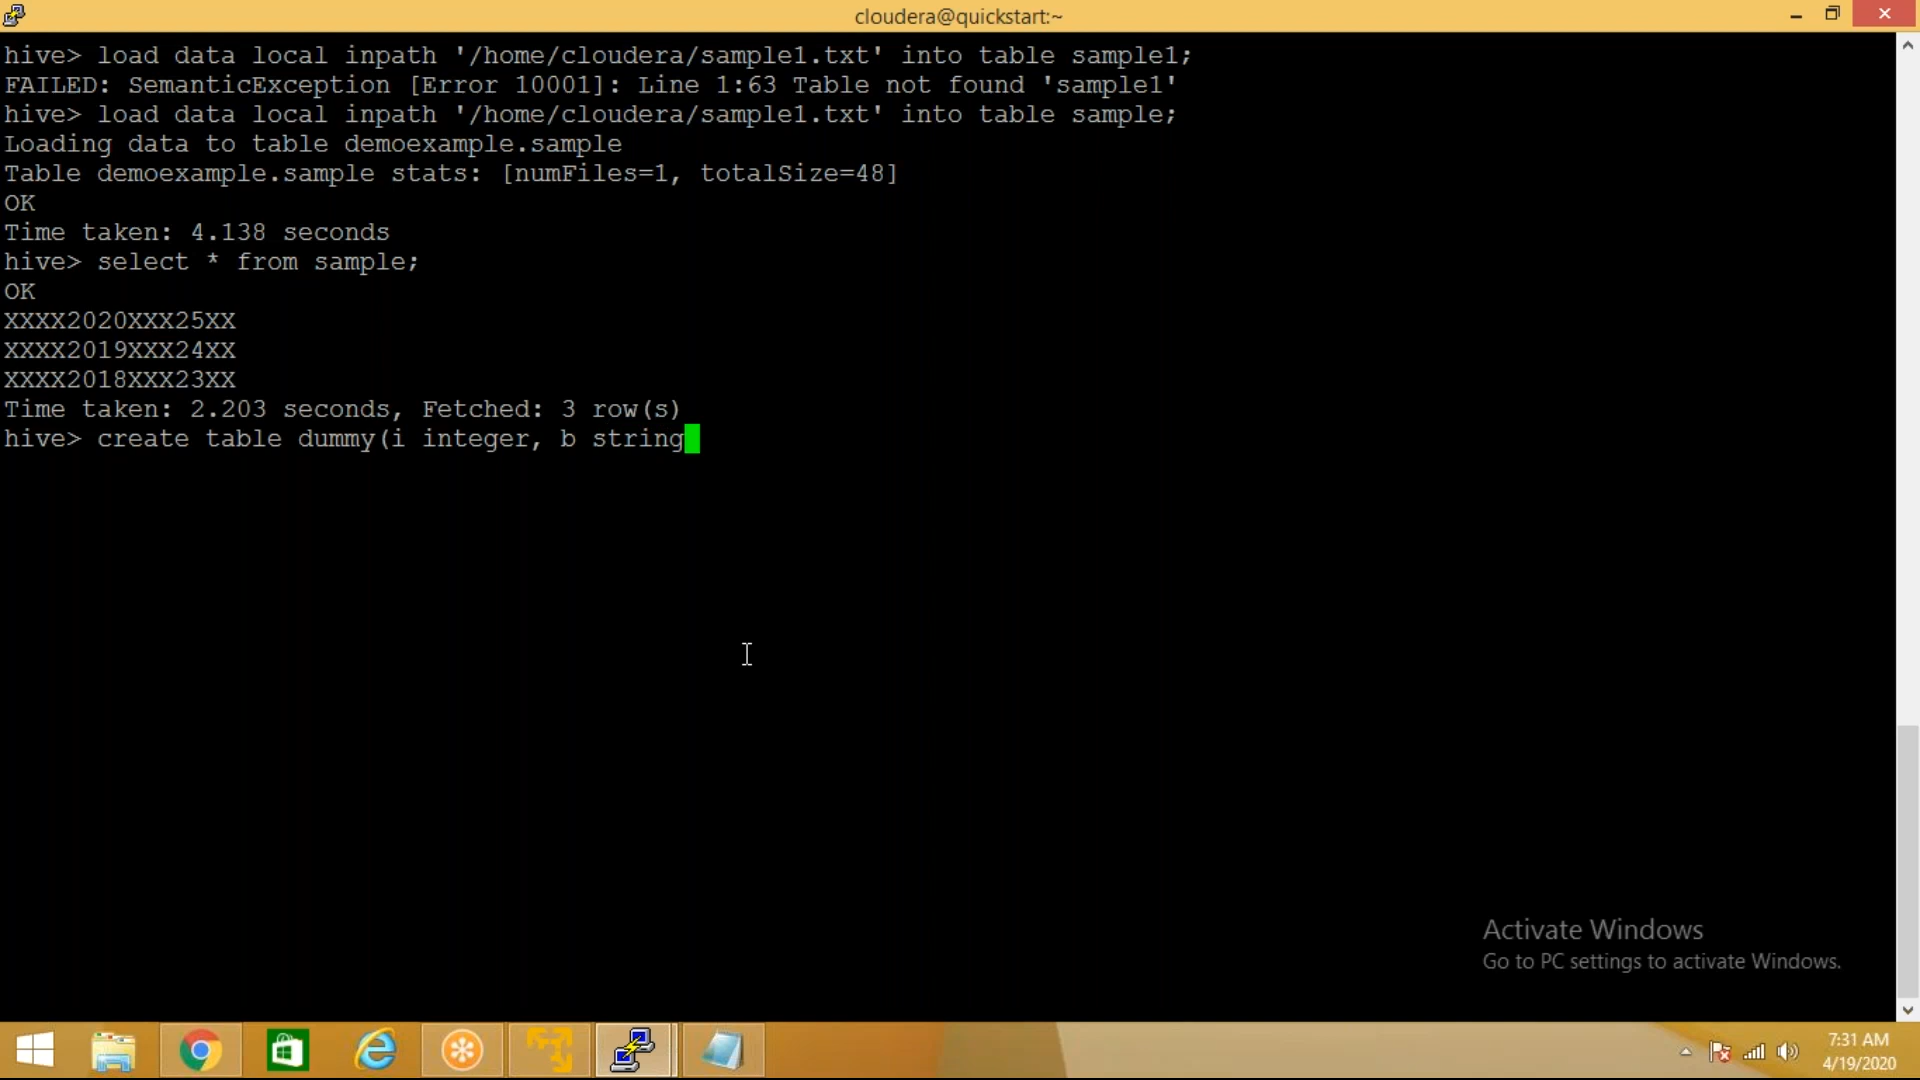 cloudera@quickstart:~
hive> load data local inpath '/home/cloudera/sample1.txt' into table sample1;
FAILED: SemanticException [Error 10001]: Line 1:63 Table not found 'sample1'
hive> load data local inpath '/home/cloudera/sample1.txt' into table sample;
Loading data to table demoexample.sample
Table demoexample.sample stats: [numFiles=1, totalSize=48]
OK
Time taken: 4.138 seconds
hive> select * from sample;
OK
XXXX2020XXX25XX
XXXX2019XXX24XX
XXXX2018XXX23XX
Time taken: 2.203 seconds, Fetched: 3 row(s)
hive> create table dummy(i integer, b string
Activate Windows
Go to PC settings to activate Windows.
7:31 AM
4/19/2020